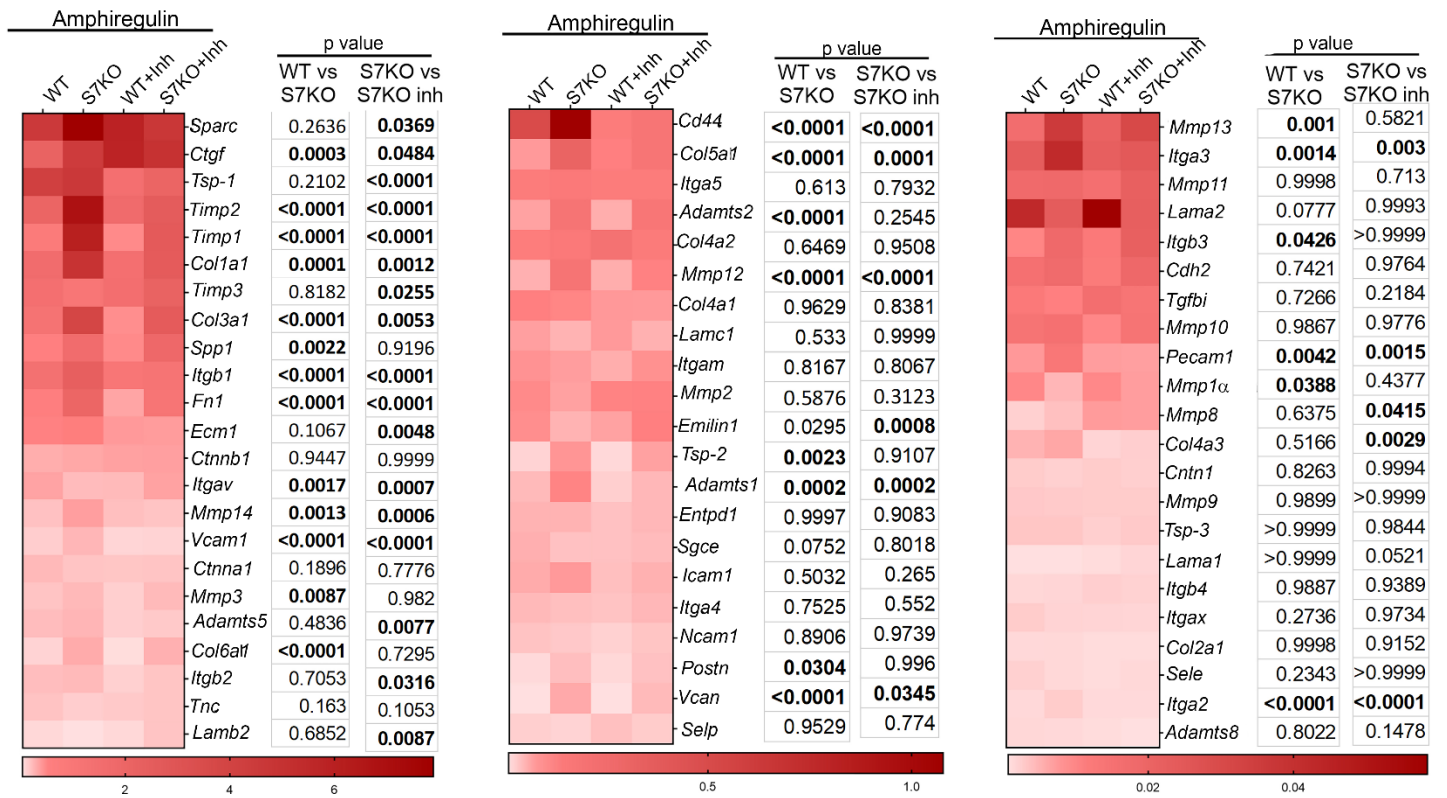 Amphiregulin
p value
WT S7KO WT+Inh S7KO+Inh
WT vs S7KO S7KO vs S7KO inh
Sparc 0.2636 0.0369
Ctgf 0.0003 0.0484
Tsp-1 0.2102 <0.0001
Timp2 <0.0001 <0.0001
Timp1 <0.0001 <0.0001
Col1a1 0.0001 0.0012
Timp3 0.8182 0.0255
Col3a1 <0.0001 0.0053
Spp1 0.0022 0.9196
Itgb1 <0.0001 <0.0001
Fn1 <0.0001 <0.0001
Ecm1 0.1067 0.0048
Ctnnb1 0.9447 0.9999
Itgav 0.0017 0.0007
Mmp14 0.0013 0.0006
Vcam1 <0.0001 <0.0001
Ctnna1 0.1896 0.7776
Mmp3 0.0087 0.982
Adamts5 0.4836 0.0077
Col6a1 <0.0001 0.7295
Itgb2 0.7053 0.0316
Tnc 0.163 0.1053
Lamb2 0.6852 0.0087
2 4 6
Amphiregulin
p value
WT S7KO WT+Inh S7KO+Inh
WT vs S7KO S7KO vs S7KO inh
Cd44 <0.0001 <0.0001
Col5a1 <0.0001 0.0001
Itga5 0.613 0.7932
Adamts2 <0.0001 0.2545
Col4a2 0.6469 0.9508
Mmp12 <0.0001 <0.0001
Col4a1 0.9629 0.8381
Lamc1 0.533 0.9999
Itgam 0.8167 0.8067
Mmp2 0.5876 0.3123
Emilin1 0.0295 0.0008
Tsp-2 0.0023 0.9107
Adamts1 0.0002 0.0002
Entpd1 0.9997 0.9083
Sgce 0.0752 0.8018
Icam1 0.5032 0.265
Itga4 0.7525 0.552
Ncam1 0.8906 0.9739
Postn 0.0304 0.996
Vcan <0.0001 0.0345
Selp 0.9529 0.774
0.5 1.0
Amphiregulin
p value
WT S7KO WT+Inh S7KO+Inh
WT vs S7KO S7KO vs S7KO inh
Mmp13 0.001 0.5821
Itga3 0.0014 0.003
Mmp11 0.9998 0.713
Lama2 0.0777 0.9993
Itgb3 0.0426 >0.9999
Cdh2 0.7421 0.9764
Tgfbi 0.7266 0.2184
Mmp10 0.9867 0.9776
Pecam1 0.0042 0.0015
Mmp1α 0.0388 0.4377
Mmp8 0.6375 0.0415
Col4a3 0.5166 0.0029
Cntn1 0.8263 0.9994
Mmp9 0.9899 >0.9999
Tsp-3 >0.9999 0.9844
Lama1 >0.9999 0.0521
Itgb4 0.9887 0.9389
Itgax 0.2736 0.9734
Col2a1 0.9998 0.9152
Sele 0.2343 >0.9999
Itga2 <0.0001 <0.0001
Adamts8 0.8022 0.1478
0.02 0.04